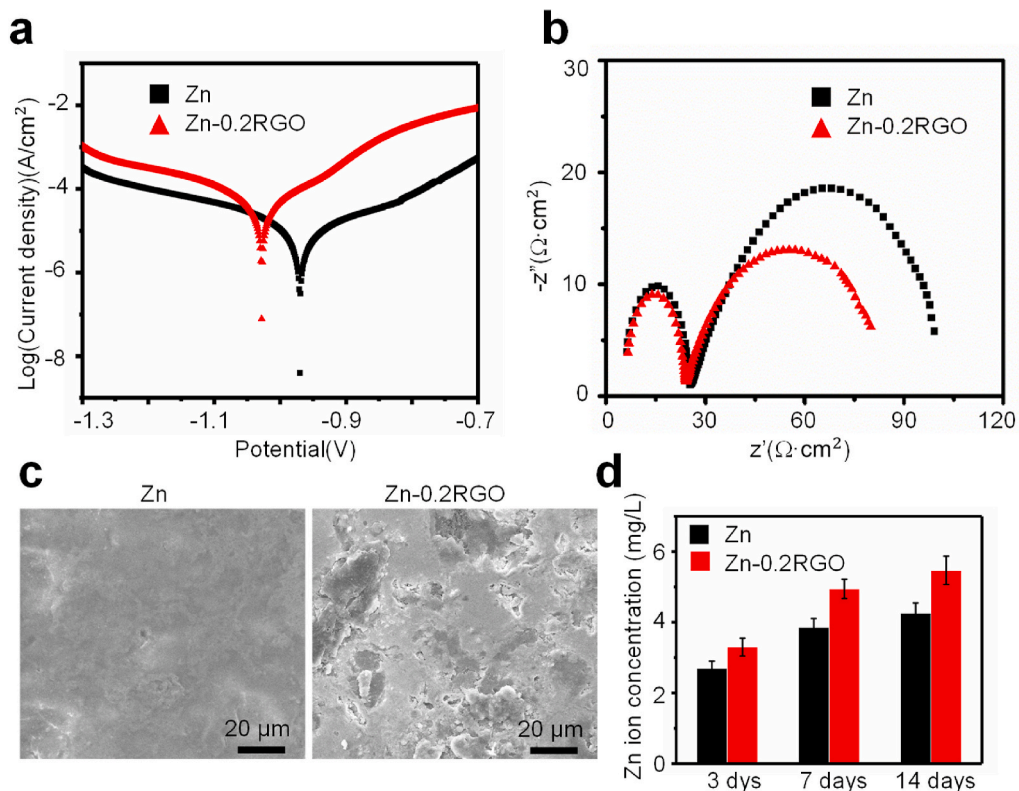 a
Zn
Zn-0.2RGO
Log(Current density)(A/cm²)
-2
-4
-6
-8
-1.3
-1.1
-0.9
-0.7
Potential(V)
b
Zn
Zn-0.2RGO
-z"(Ω·cm²)
30
20
10
0
0
30
60
90
120
z'(Ω·cm²)
c
Zn
Zn-0.2RGO
20 μm
20 μm
d
Zn
Zn-0.2RGO
Zn ion concentration (mg/L)
6
4
2
0
3 dys
7 days
14 days